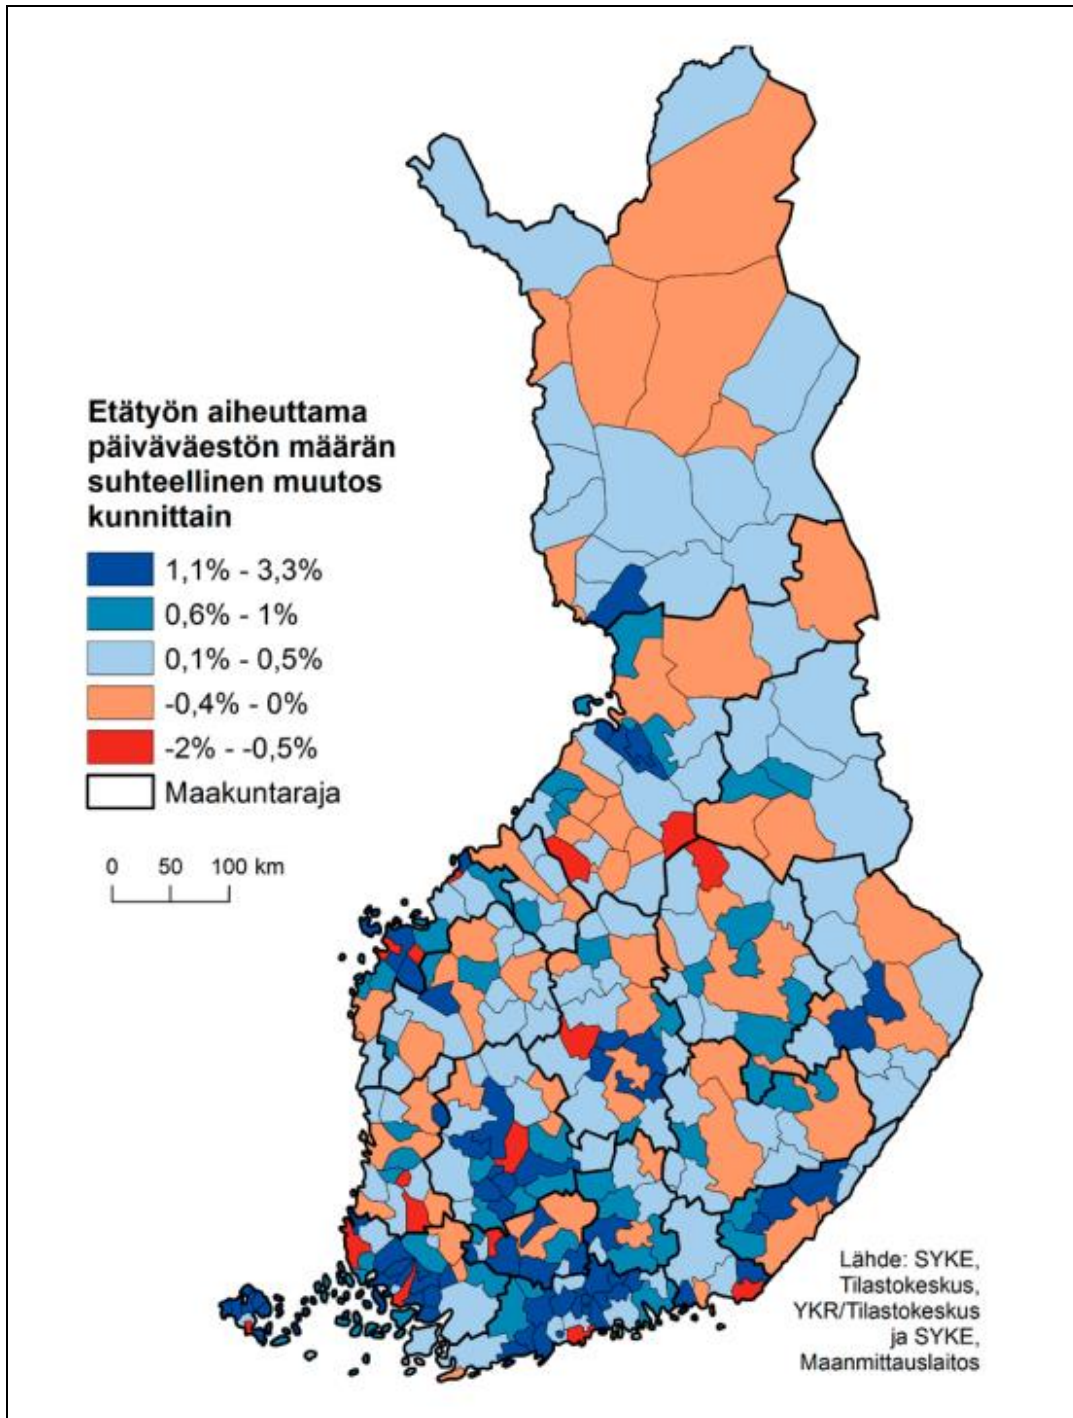 Etätyön aiheuttama
päiväväestön määrän
suhteellinen muutos
kunnittain
1,1% - 3,3%
0,6% - 1%
0,1% - 0,5%
-0,4% - 0%
-2% - -0,5%
Maakuntaraja
0 50 100 km
Lähde: SYKE,
Tilastokeskus,
YKR/Tilastokeskus
ja SYKE,
Maanmittauslaitos